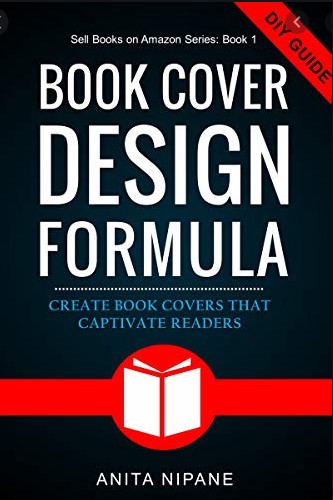 Sell Books on Amazon Series: Book 1
DIY GUIDE
BOOK COVER
DESIGN
FORMULA
CREATE BOOK COVERS THAT
CAPTIVATE READERS
ANITA NIPANE